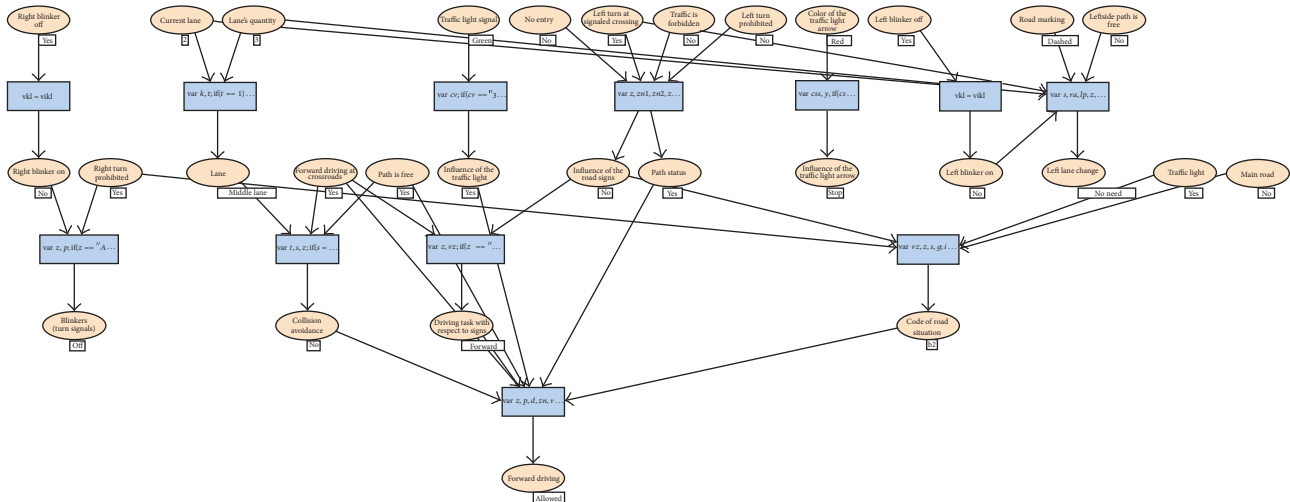 Right blinker
off
Yes
Current lane
2
Lane's quantity
3
Traffic light signal
Green
No entry
No
Left turn at
signaled crossing
Yes
Traffic is
forbidden
No
Left turn
prohibited
No
Color of the
traffic light
arrow
Red
Left blinker off
Yes
Road marking
Dashed
Leftside path is
free
No
vkl = vikl
var k, t; if(t == 1) ...
var cv; if(cv == "3...
var z, zn1, zn2, z...
var css, y, if(cs...
vkl = vikl
var s, ra, lp, z, ...
Right blinker on
No
Right turn
prohibited
Yes
Lane
Middle lane
Forward driving at
crossroads
Yes
Path is free
Yes
Influence of the
traffic light
Yes
Influence of the
road signs
No
Path status
Yes
Influence of the
traffic light arrow
Stop
Left blinker on
No
Left lane change
No need
Traffic light
Yes
Main road
No
var z, p; if(z == "A...
var t, s, z; if(s = ...
var z, vz; if(z == "...
var vz, z, s, g; i...
Blinkers
(turn signals)
Off
Collision
avoidance
No
Driving task with
respect to signs
Forward
Code of road
situation
b2
var z, p, d, zn, v...
Forward driving
Allowed